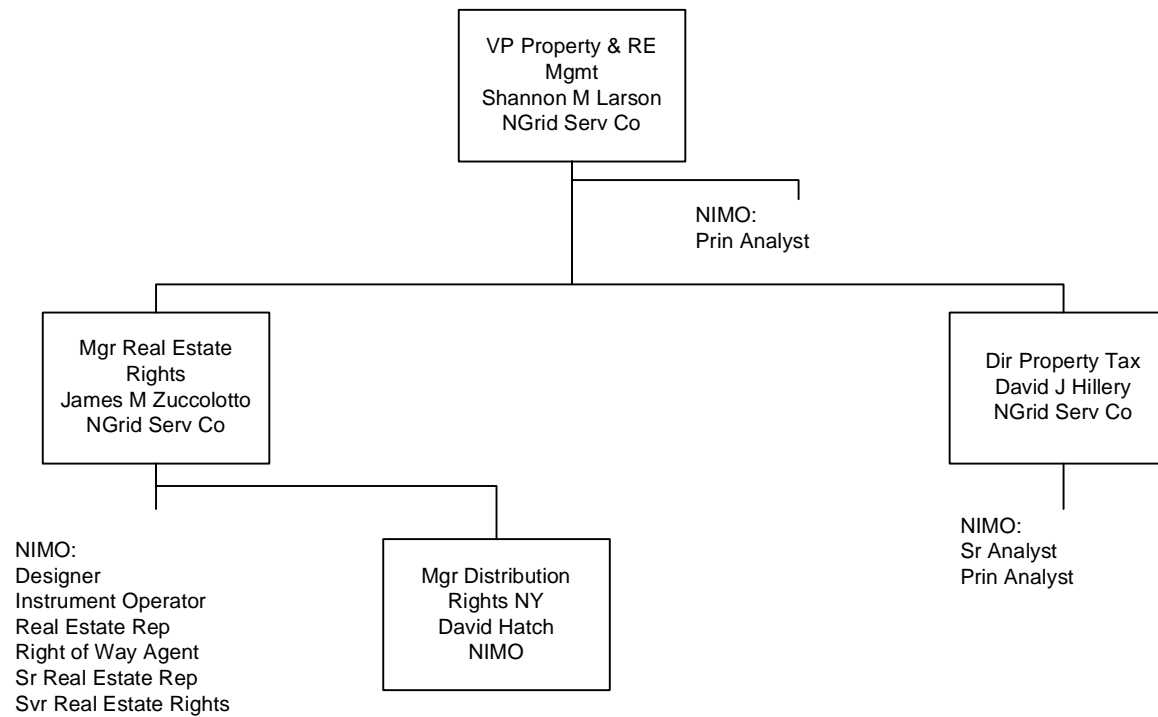 VP Property & RE
Mgmt
Shannon M Larson
NGrid Serv Co
NIMO:
Prin Analyst
Mgr Real Estate
Rights
James M Zuccolotto
NGrid Serv Co
Dir Property Tax
David J Hillery
NGrid Serv Co
NIMO:
Designer
Instrument Operator
Real Estate Rep
Right of Way Agent
Sr Real Estate Rep
Svr Real Estate Rights
Mgr Distribution
Rights NY
David Hatch
NIMO
NIMO:
Sr Analyst
Prin Analyst